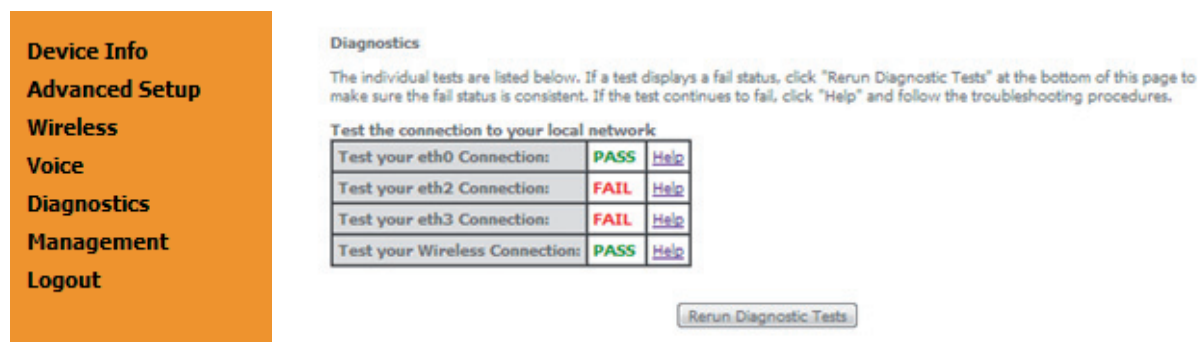 Device Info
Advanced Setup
Wireless
Voice
Diagnostics
Management
Logout
Diagnostics
The individual tests are listed below. If a test displays a fail status, click "Rerun Diagnostic Tests" at the bottom of this page to
make sure the fail status is consistent. If the test continues to fail, click "Help" and follow the troubleshooting procedures.
Test the connection to your local network
Test your eth0 Connection: PASS Help
Test your eth2 Connection: FAIL Help
Test your eth3 Connection: FAIL Help
Test your Wireless Connection: PASS Help
Rerun Diagnostic Tests